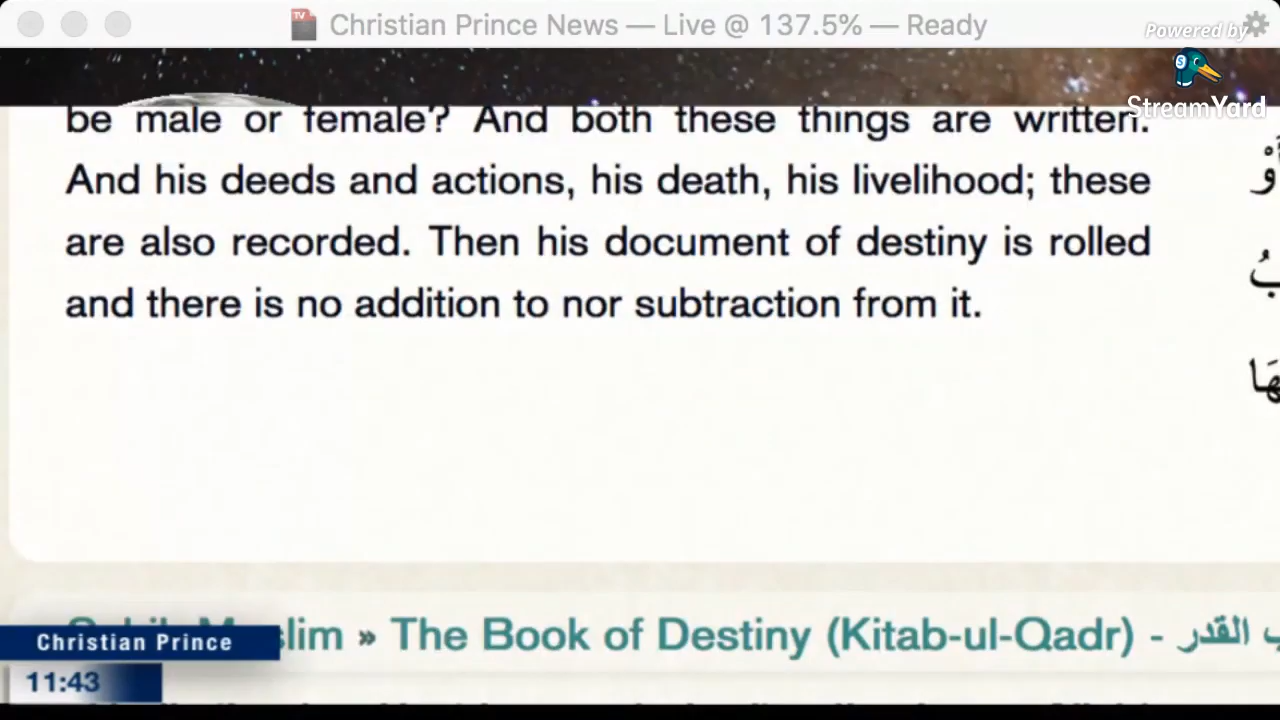 Christian Prince News — Live @ 137.5% — Ready
Powered by
StreamYard
be male or female? And both these things are written.
And his deeds and actions, his death, his livelihood; these
are also recorded. Then his document of destiny is rolled
and there is no addition to nor subtraction from it.
slim » The Book of Destiny (Kitab-ul-Qadr) - ب القدر
Christian Prince
11:43